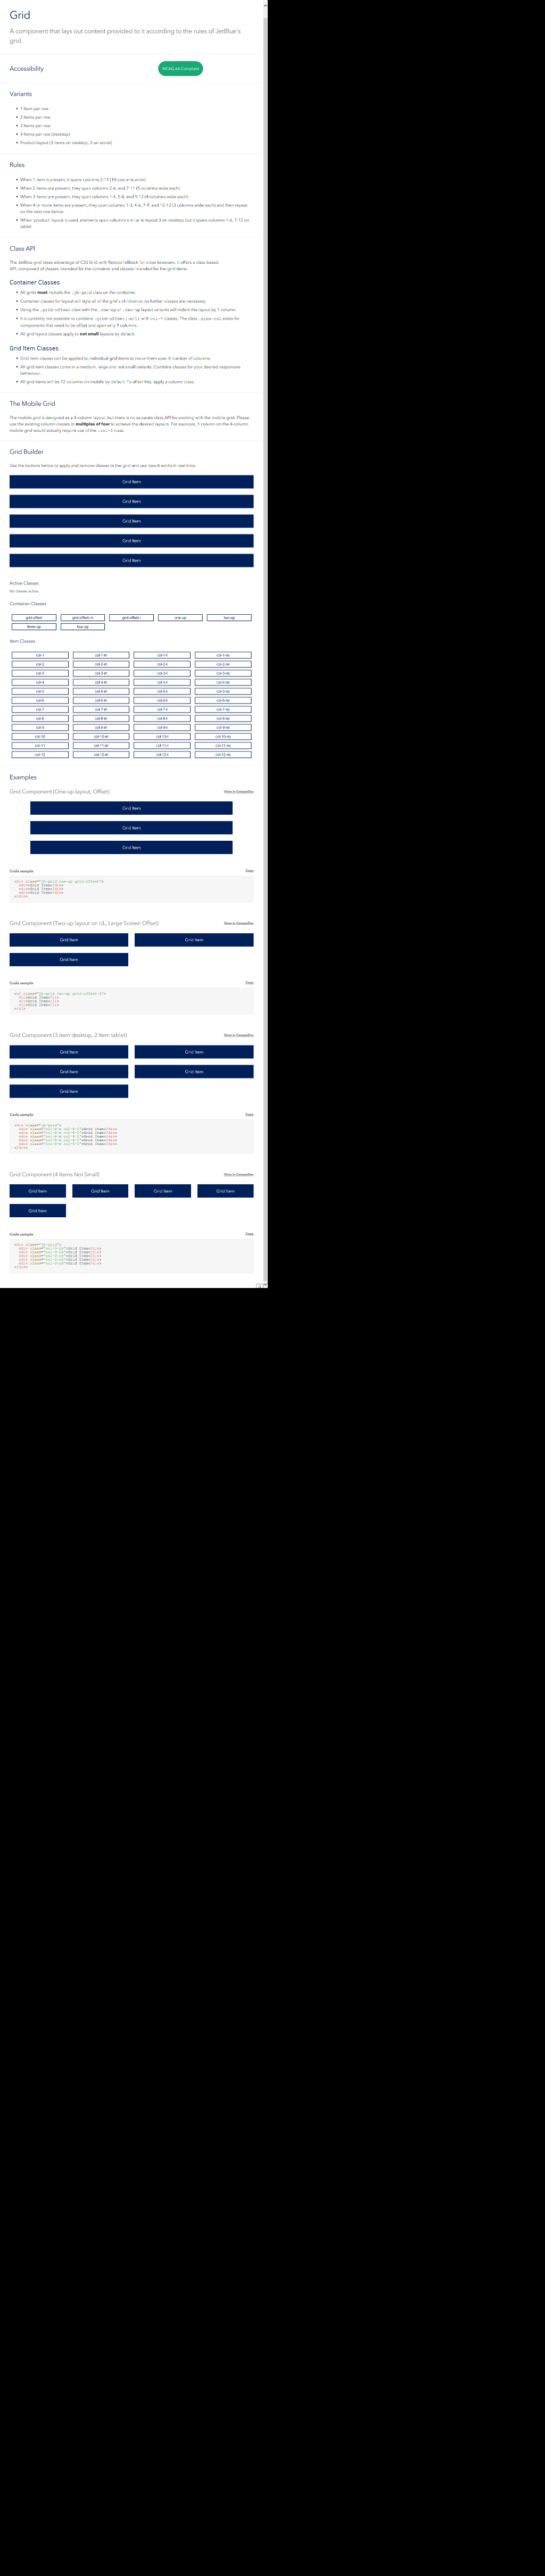 Grid
A component that lays out content provided to it according to the rules of JetBlue's
grid.
Accessibility
WCAG AA Compliant
Variants
• 1 item per row
• 2 items per row
• 3 items per row
• 4 items per row (desktop)
• Product layout (3 items on desktop, 2 on tablet)
Rules
• When 1 item is present, it spans columns 2-11 (10 columns wide)
• When 2 items are present, they span columns 2-6, and 7-11 (5 columns wide each)
• When 3 items are present, they span columns 1-4, 5-8, and 9-12 (4 columns wide each)
• When 4 or more items are present, they span columns 1-3, 4-6, 7-9, and 10-12 (3 columns wide each) and then repeat
on the next row below.
• When 'product' layout is used, elements span columns similar to layout 3 on desktop but it spans columns 1-6, 7-12 on
tablet
Class API
The JetBlue grid takes advantage of CSS Grid with flexbox fallback for older browsers. It offers a class based
API, composed of classes intended for the container and classes intended for the grid items.
Container Classes
• All grids must include the .jb-grid class on the container.
• Container classes for layout will style all of the grid's children so no further classes are necessary.
• Using the .grid-offset class with the .one-up or .two-up layout variants will indent the layout by 1 column.
• It is currently not possible to combine .grid-offset with col-* classes. The class exists for
components that need to be offset and span only 9 columns.
• All grid layout classes apply to not small layouts by default.
Grid Item Classes
• Grid item classes can be applied to individual grid items to make them span X number of columns.
• All grid item classes come in a medium, large and not small variants. Combine classes for your desired responsive
behaviour.
• All grid items will be 12 columns on mobile by default. To affect this, apply a column class.
The Mobile Grid
The mobile grid is designed as a 4-column layout, but there is no separate class API for working with the mobile grid. Please
use the existing column classes in multiples of four to achieve the desired layouts. For example, 1 column on the 4-column
mobile grid would actually require use of the .col-3 class.
Grid Builder
Use the buttons below to apply and remove classes to the grid and see how it works in real time.
Grid Item
Grid Item
Grid Item
Grid Item
Grid Item
Active Classes
No classes active.
Container Classes
grid-offset grid-offset-m grid-offset-l one-up two-up
three-up four-up
Item Classes
col-1 col-1-m col-1-l col-1-ns
col-2 col-2-m col-2-l col-2-ns
col-3 col-3-m col-3-l col-3-ns
col-4 col-4-m col-4-l col-4-ns
col-5 col-5-m col-5-l col-5-ns
col-6 col-6-m col-6-l col-6-ns
col-7 col-7-m col-7-l col-7-ns
col-8 col-8-m col-8-l col-8-ns
col-9 col-9-m col-9-l col-9-ns
col-10 col-10-m col-10-l col-10-ns
col-11 col-11-m col-11-l col-11-ns
col-12 col-12-m col-12-l col-12-ns
Examples
Grid Component (One-up layout, Offset) View in Compodoc
Grid Item
Grid Item
Grid Item
Code sample Copy
<div class="jb-grid one-up grid-offset">
<div>Grid Item</div>
<div>Grid Item</div>
<div>Grid Item</div>
</div>
Grid Component (Two-up layout on UL, Large Screen Offset) View in Compodoc
Grid Item Grid Item
Grid Item
Code sample Copy
<ul class="jb-grid two-up grid-offset-l">
<li>Grid Item</li>
<li>Grid Item</li>
<li>Grid Item</li>
</ul>
Grid Component (3 item desktop, 2 Item tablet) View in Compodoc
Grid Item Grid Item
Grid Item Grid Item
Grid Item
Code sample Copy
<div class="jb-grid">
<div class="col-6-m col-4-l">Grid Item</div>
<div class="col-6-m col-4-l">Grid Item</div>
<div class="col-6-m col-4-l">Grid Item</div>
<div class="col-6-m col-4-l">Grid Item</div>
<div class="col-6-m col-4-l">Grid Item</div>
</div>
Grid Component (4 Items Not Small) View in Compodoc
Grid Item Grid Item Grid Item Grid Item
Grid Item
Code sample Copy
<div class="jb-grid">
<div class="col-3-ns">Grid Item</div>
<div class="col-3-ns">Grid Item</div>
<div class="col-3-ns">Grid Item</div>
<div class="col-3-ns">Grid Item</div>
<div class="col-3-ns">Grid Item</div>
</div>